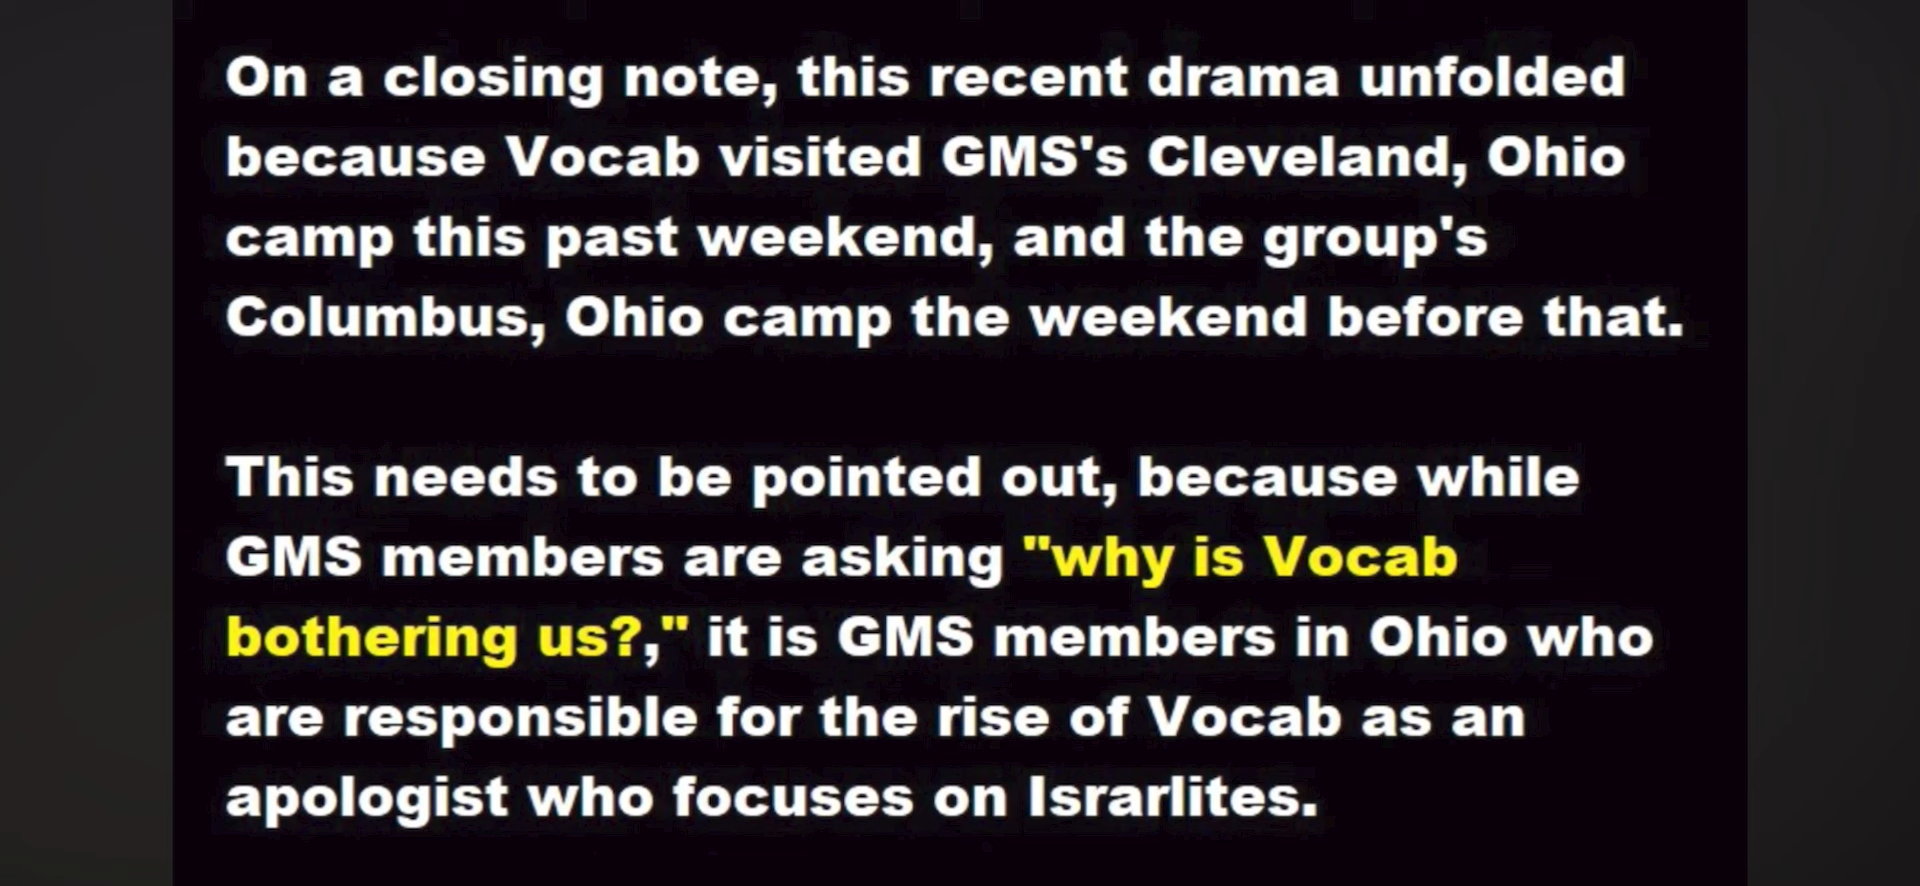 On a closing note, this recent drama unfolded
because Vocab visited GMS's Cleveland, Ohio
camp this past weekend, and the group's
Columbus, Ohio camp the weekend before that.
This needs to be pointed out, because while
GMS members are asking "why is Vocab
bothering us?," it is GMS members in Ohio who
are responsible for the rise of Vocab as an
apologist who focuses on Israrlites.